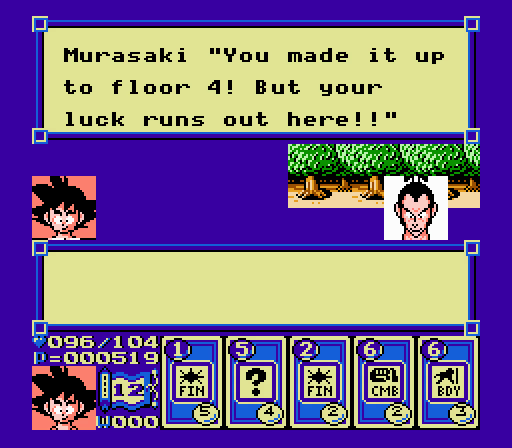 Murasaki "You made it up
to floor 4! But your
luck runs out here!!"
096/104
P=000519
12
W000
1 FIN 5
5 ? 4
2 FIN 2
6 CMB 2
6 BDY 3